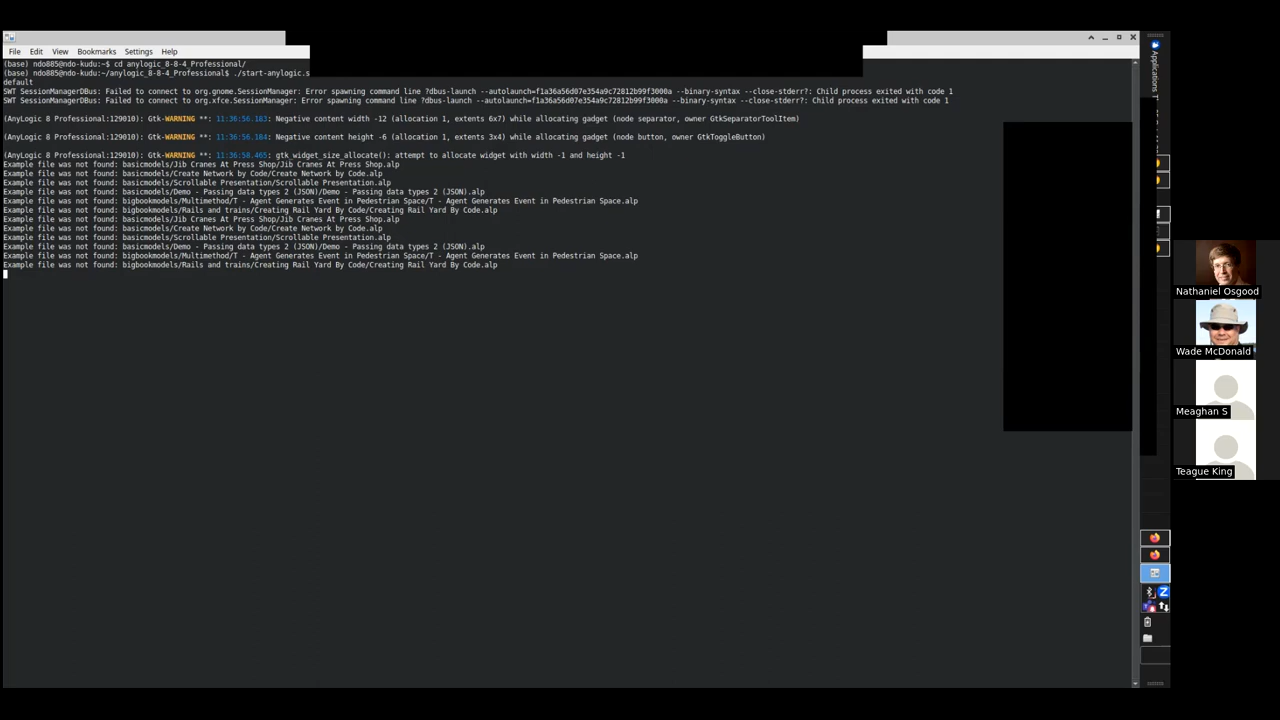 File Edit View Bookmarks Settings Help
(base) ndo885@ndo-kudu:~$ cd anylogic_8-8-4_Professional/
(base) ndo885@ndo-kudu:~/anylogic_8-8-4_Professional$ ./start-anylogic.s
default
SWT SessionManagerDBus: Failed to connect to org.gnome.SessionManager: Error spawning command line ?dbus-launch --autolaunch=f1a36a56d07e354a9c72812b99f3000a --binary-syntax --close-stderr?: Child process exited with code 1
SWT SessionManagerDBus: Failed to connect to org.xfce.SessionManager: Error spawning command line ?dbus-launch --autolaunch=f1a36a56d07e354a9c72812b99f3000a --binary-syntax --close-stderr?: Child process exited with code 1
(AnyLogic 8 Professional:129010): Gtk-WARNING **: 11:36:56.183: Negative content width -12 (allocation 1, extents 6x7) while allocating gadget (node separator, owner GtkSeparatorToolItem)
(AnyLogic 8 Professional:129010): Gtk-WARNING **: 11:36:56.184: Negative content height -6 (allocation 1, extents 3x4) while allocating gadget (node button, owner GtkToggleButton)
(AnyLogic 8 Professional:129010): Gtk-WARNING **: 11:36:58.465: gtk_widget_size_allocate(): attempt to allocate widget with width -1 and height -1
Example file was not found: basicmodels/Jib Cranes At Press Shop/Jib Cranes At Press Shop.alp
Example file was not found: basicmodels/Create Network by Code/Create Network by Code.alp
Example file was not found: basicmodels/Scrollable Presentation/Scrollable Presentation.alp
Example file was not found: basicmodels/Demo - Passing data types 2 (JSON)/Demo - Passing data types 2 (JSON).alp
Example file was not found: bigbookmodels/Multimethod/T - Agent Generates Event in Pedestrian Space/T - Agent Generates Event in Pedestrian Space.alp
Example file was not found: bigbookmodels/Rails and trains/Creating Rail Yard By Code/Creating Rail Yard By Code.alp
Example file was not found: basicmodels/Jib Cranes At Press Shop/Jib Cranes At Press Shop.alp
Example file was not found: basicmodels/Create Network by Code/Create Network by Code.alp
Example file was not found: basicmodels/Scrollable Presentation/Scrollable Presentation.alp
Example file was not found: basicmodels/Demo - Passing data types 2 (JSON)/Demo - Passing data types 2 (JSON).alp
Example file was not found: bigbookmodels/Multimethod/T - Agent Generates Event in Pedestrian Space/T - Agent Generates Event in Pedestrian Space.alp
Example file was not found: bigbookmodels/Rails and trains/Creating Rail Yard By Code/Creating Rail Yard By Code.alp
Applications
Nathaniel Osgood
Wade McDonald
Meaghan S
Teague King